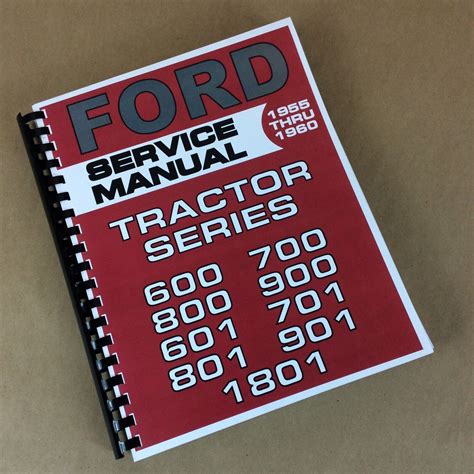 FORD
SERVICE
MANUAL
1955
THRU
1960
TRACTOR
SERIES
600 700
800 900
601 701
801 901
1801